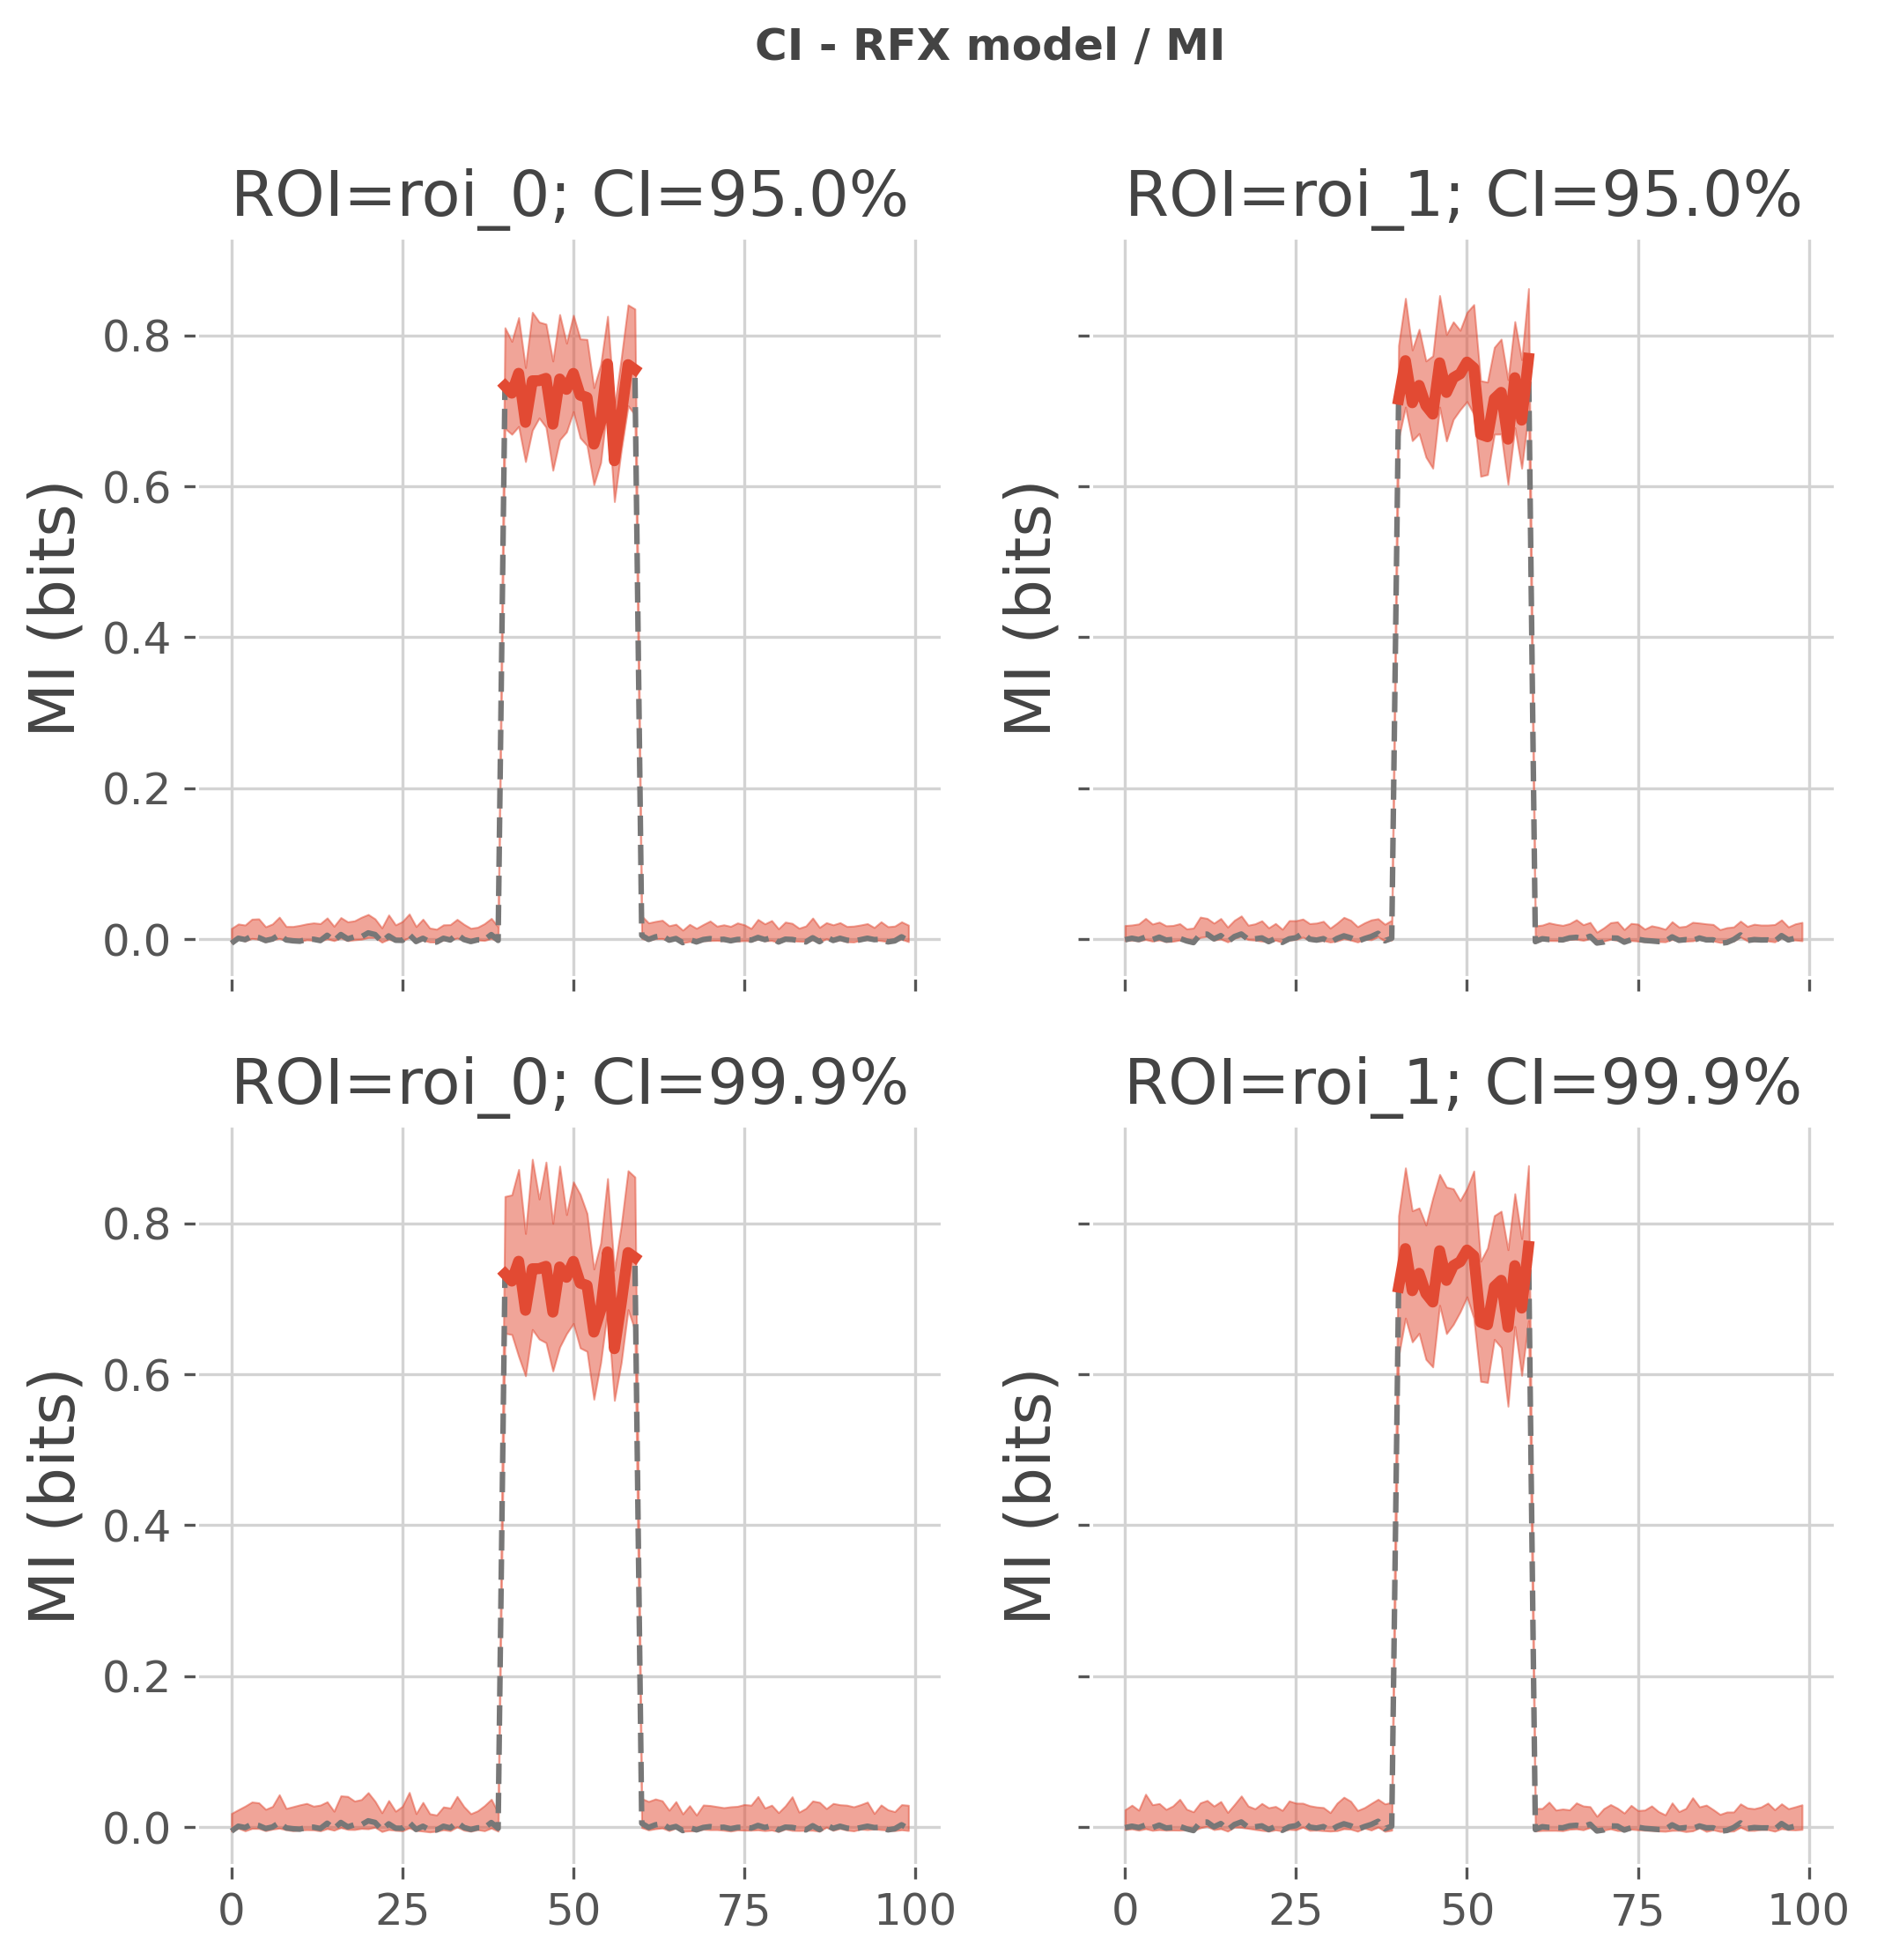 CI - RFX model / MI
ROI=roi_0; CI=95.0%
ROI=roi_1; CI=95.0%
MI (bits)
0.8
0.6
0.4
0.2
0.0
MI (bits)
ROI=roi_0; CI=99.9%
ROI=roi_1; CI=99.9%
MI (bits)
0.8
0.6
0.4
0.2
0.0
MI (bits)
0 25 50 75 100
0 25 50 75 100